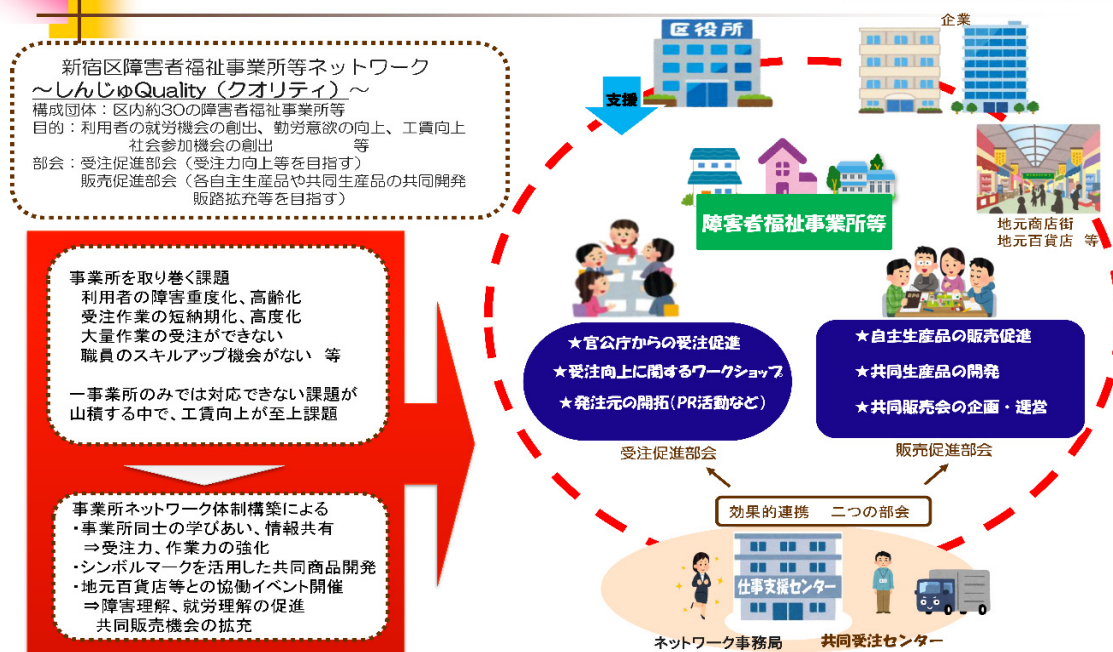 新宿区障害者福祉事業所等ネットワーク
～しんじゅQuality（クオリティ）～
構成団体：区内約30の障害者福祉事業所等
目的：利用者の就労機会の創出、勤労意欲の向上、工賃向上
社会参加機会の創出　等
部会：受注促進部会（受注力向上等を目指す）
販売促進部会（各自主生産品や共同生産品の共同開発
販路拡充等を目指す）
事業所を取り巻く課題
利用者の障害重度化、高齢化
受注作業の短納期化、高度化
大量作業の受注ができない
職員のスキルアップ機会がない　等
一事業所のみでは対応できない課題が
山積する中で、工賃向上が至上課題
事業所ネットワーク体制構築による
・事業所同士の学びあい、情報共有
⇒受注力、作業力の強化
・シンボルマークを活用した共同商品開発
・地元百貨店等との協働イベント開催
⇒障害理解、就労理解の促進
共同販売機会の拡充
区役所
企業
支援
地元商店街
地元百貨店　等
障害者福祉事業所等
★官公庁からの受注促進
★受注向上に関するワークショップ
★発注元の開拓(PR活動など)
受注促進部会
★自主生産品の販売促進
★共同生産品の開発
★共同販売会の企画・運営
販売促進部会
効果的連携　二つの部会
仕事支援センター
ネットワーク事務局
共同受注センター